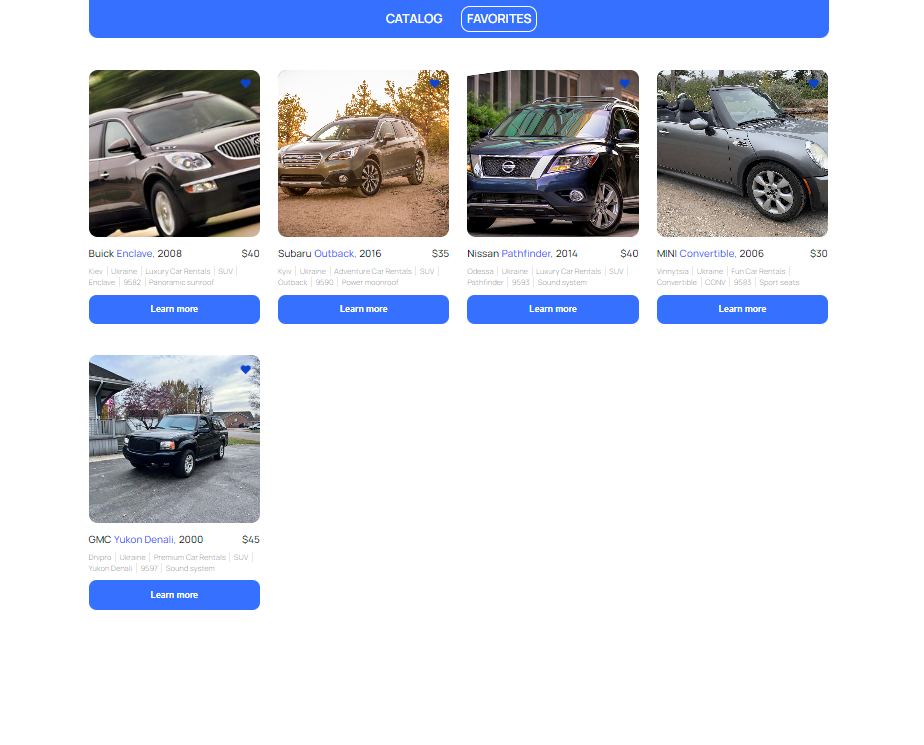 CATALOG FAVORITES
Buick Enclave, 2008 $40
Kiev | Ukraine | Luxury Car Rentals | SUV |
Enclave | 9582 | Panoramic sunroof
Learn more
Subaru Outback, 2016 $35
Kyiv | Ukraine | Adventure Car Rentals | SUV |
Outback | 9590 | Power moonroof
Learn more
Nissan Pathfinder, 2014 $40
Odessa | Ukraine | Luxury Car Rentals | SUV |
Pathfinder | 9593 | Sound system
Learn more
MINI Convertible, 2006 $30
Vinnytsia | Ukraine | Fun Car Rentals |
Convertible | CONV | 9583 | Sport seats
Learn more
GMC Yukon Denali, 2000 $45
Dnipro | Ukraine | Premium Car Rentals | SUV |
Yukon Denali | 9597 | Sound system
Learn more